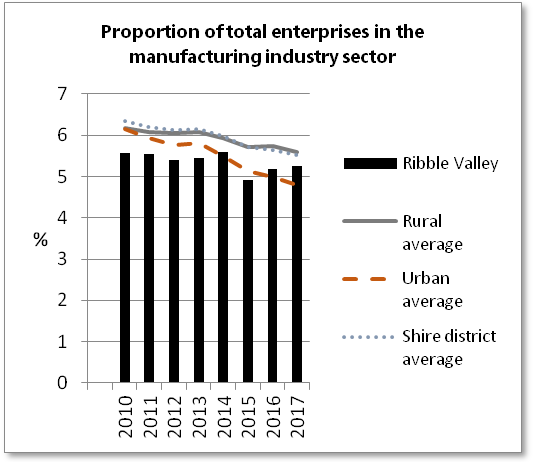 Proportion of total enterprises in the
manufacturing industry sector
7
6
5
4
3
2
1
0
%
2010
2011
2012
2013
2014
2015
2016
2017
Ribble Valley
Rural
average
Urban
average
Shire district
average